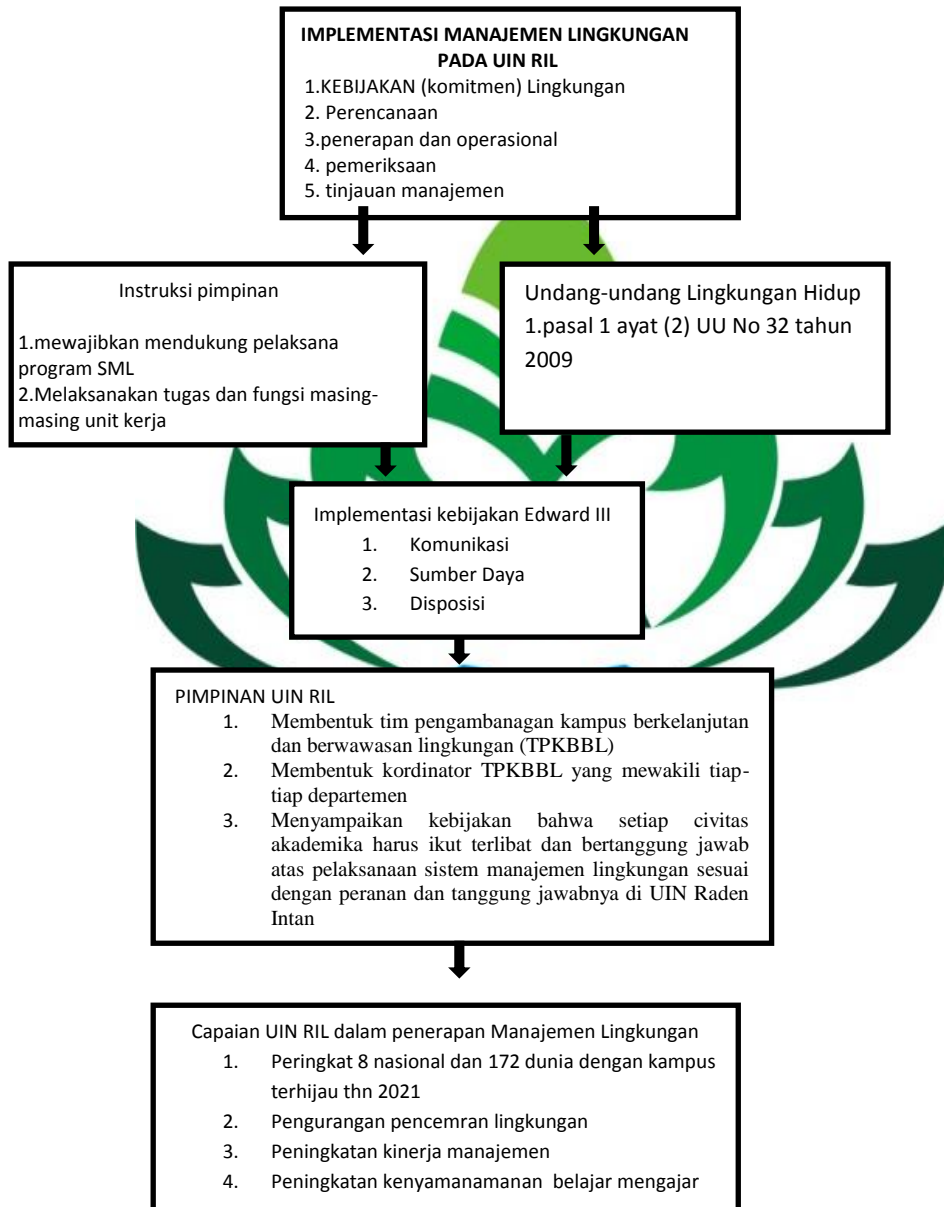 IMPLEMENTASI MANAJEMEN LINGKUNGAN
PADA UIN RIL
1.KEBIJAKAN (komitmen) Lingkungan
2. Perencanaan
3.penerapan dan operasional
4. pemeriksaan
5. tinjauan manajemen
Instruksi pimpinan
1.mewajibkan mendukung pelaksana
program SML
2.Melaksanakan tugas dan fungsi masing-
masing unit kerja
Undang-undang Lingkungan Hidup
1.pasal 1 ayat (2) UU No 32 tahun
2009
Implementasi kebijakan Edward III
1. Komunikasi
2. Sumber Daya
3. Disposisi
PIMPINAN UIN RIL
1. Membentuk tim pengambanagan kampus berkelanjutan
dan berwawasan lingkungan (TPKBBL)
2. Membentuk kordinator TPKBBL yang mewakili tiap-
tiap departemen
3. Menyampaikan kebijakan bahwa setiap civitas
akademika harus ikut terlibat dan bertanggung jawab
atas pelaksanaan sistem manajemen lingkungan sesuai
dengan peranan dan tanggung jawabnya di UIN Raden
Intan
Capaian UIN RIL dalam penerapan Manajemen Lingkungan
1. Peringkat 8 nasional dan 172 dunia dengan kampus
terhijau thn 2021
2. Pengurangan pencemran lingkungan
3. Peningkatan kinerja manajemen
4. Peningkatan kenyamanamanan belajar mengajar